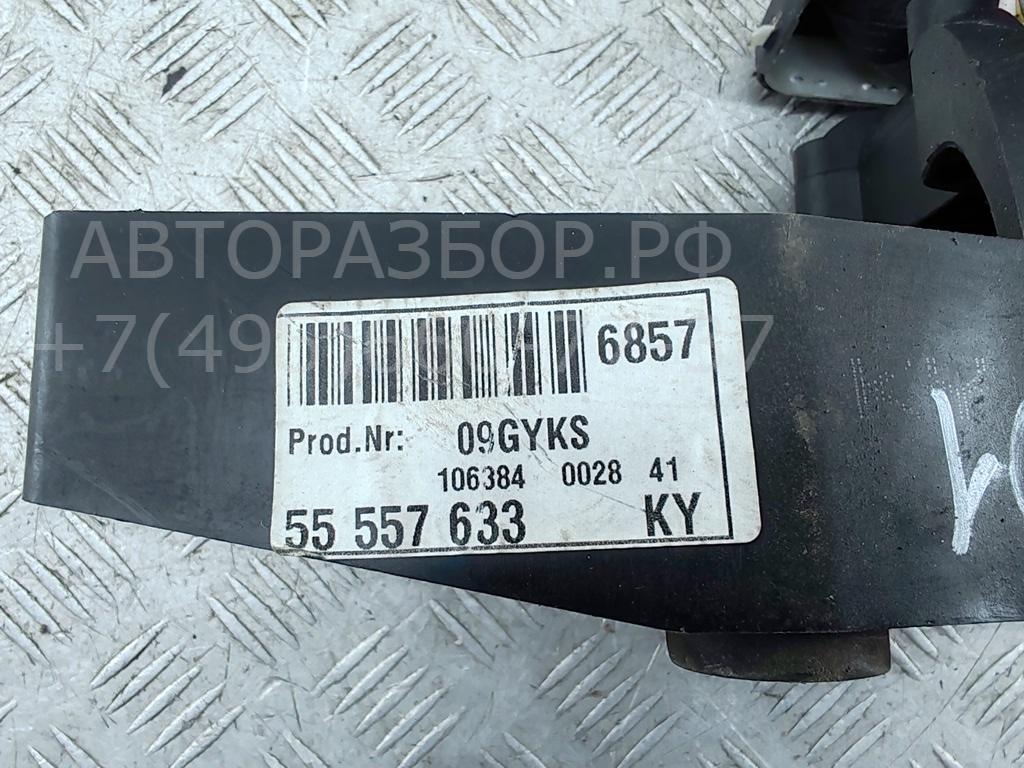 АВТОРАЗБОР.РФ
6857
Prod.Nr: 09GYKS
106384 0028 41
55 557 633 KY